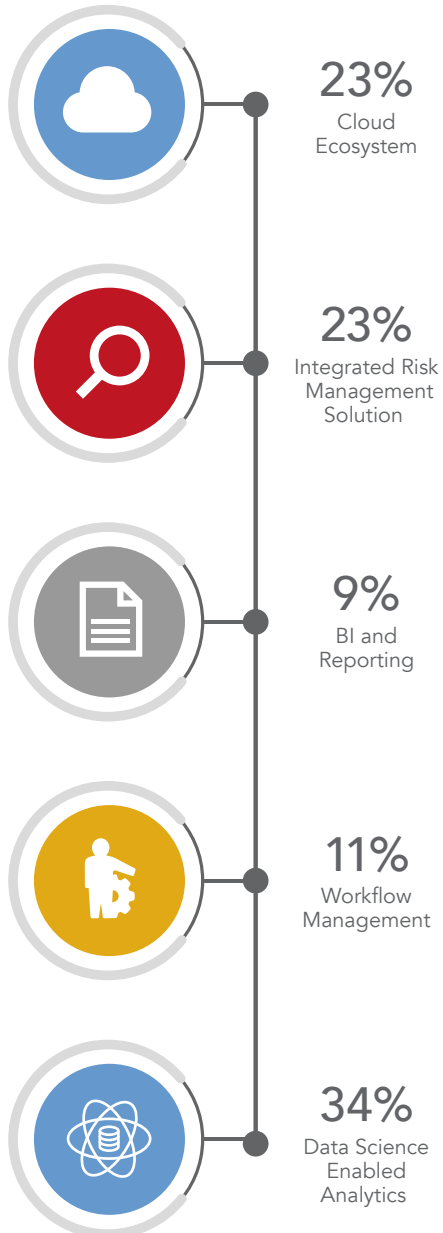 23%
Cloud
Ecosystem
23%
Integrated Risk
Management
Solution
9%
BI and
Reporting
11%
Workflow
Management
34%
Data Science
Enabled
Analytics